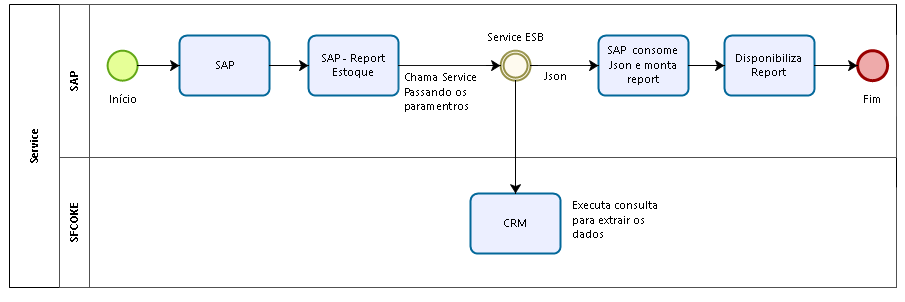 Service
SAP
Início
SAP
SAP - Report
Estoque
Chama Service
Passando os
paramentros
Service ESB
Json
SAP consome
Json e monta
report
Disponibiliza
Report
Fim
SFCOKE
CRM
Executa consulta
para extrair os
dados